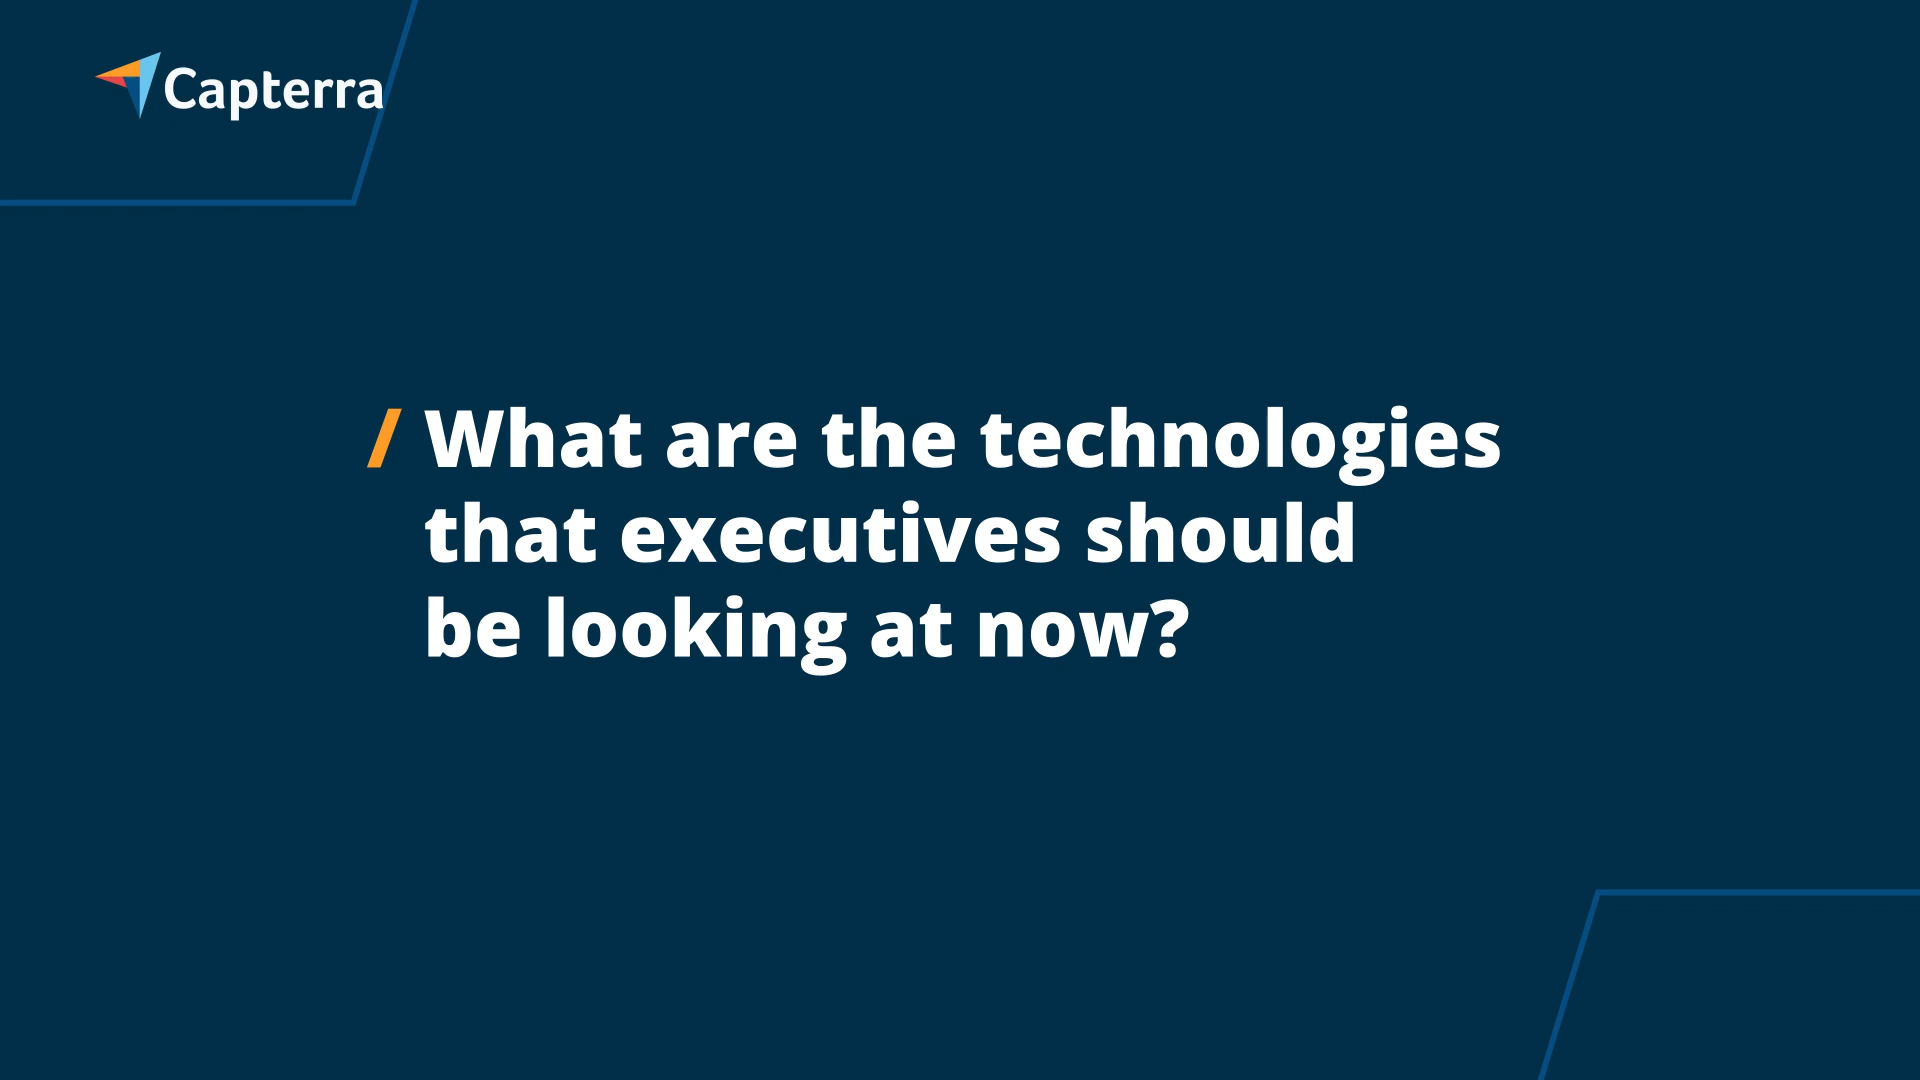 Capterra
/ What are the technologies
that executives should
be looking at now?